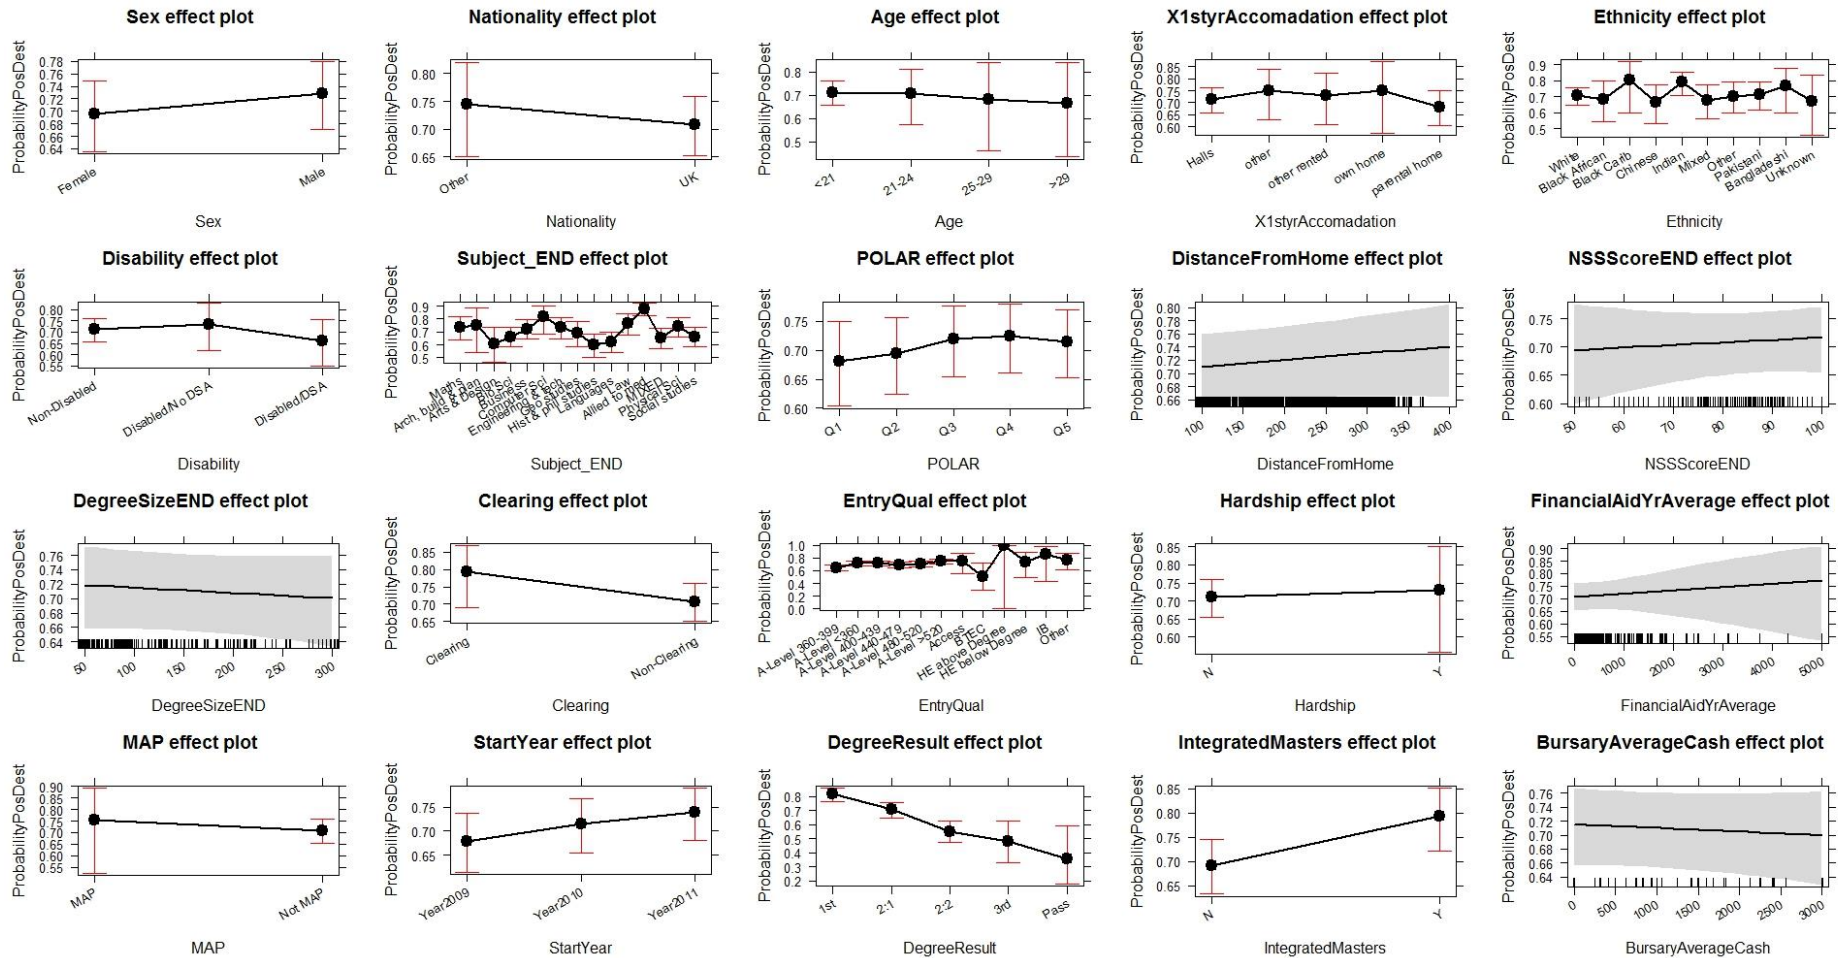 Sex effect plot
ProbabilityPosDest
0.78
0.76
0.74
0.72
0.70
0.68
0.66
0.64
Female
Male
Sex
Nationality effect plot
ProbabilityPosDest
0.80
0.75
0.70
0.65
Other
UK
Nationality
Age effect plot
ProbabilityPosDest
0.8
0.7
0.6
0.5
<21
21-24
25-29
>29
Age
X1styrAccomadation effect plot
ProbabilityPosDest
0.85
0.80
0.75
0.70
0.65
0.60
Halls
other
other rented
own home
parental home
X1styrAccomadation
Ethnicity effect plot
ProbabilityPosDest
0.9
0.8
0.7
0.6
0.5
White
Black African
Black Carib
Chinese
Indian
Mixed
Other
Pakistani
Bangladeshi
Unknown
Ethnicity
Disability effect plot
ProbabilityPosDest
0.80
0.75
0.70
0.65
0.60
0.55
Non-Disabled
Disabled/No DSA
Disabled/DSA
Disability
Subject_END effect plot
ProbabilityPosDest
0.9
0.8
0.7
0.6
0.5
Maths
Arch, build & plan
Arts & Design
Biol Sci
Business
Computer Sci
Engineering & tech
Geo studies
Hist & phil studies
Languages
Law
Allied to med
MIXED
Physical Sci
Social studies
Subject_END
POLAR effect plot
ProbabilityPosDest
0.75
0.70
0.65
0.60
Q1
Q2
Q3
Q4
Q5
POLAR
DistanceFromHome effect plot
ProbabilityPosDest
0.80
0.78
0.76
0.74
0.72
0.70
0.68
0.66
100
150
200
250
300
350
400
DistanceFromHome
NSSScoreEND effect plot
ProbabilityPosDest
0.75
0.70
0.65
0.60
50
60
70
80
90
100
NSSScoreEND
DegreeSizeEND effect plot
ProbabilityPosDest
0.76
0.74
0.72
0.70
0.68
0.66
0.64
50
100
150
200
250
300
DegreeSizeEND
Clearing effect plot
ProbabilityPosDest
0.85
0.80
0.75
0.70
0.65
Clearing
Non-Clearing
Clearing
EntryQual effect plot
ProbabilityPosDest
1.0
0.8
0.6
0.4
0.2
0.0
A-Level 360-399
A-Level <360
A-Level 400-439
A-Level 440-479
A-Level 480-520
A-Level >520
Access
BTEC
HE above Degree
HE below Degree
IB
Other
EntryQual
Hardship effect plot
ProbabilityPosDest
0.85
0.80
0.75
0.70
0.65
0.60
N
Y
Hardship
FinancialAidYrAverage effect plot
ProbabilityPosDest
0.90
0.85
0.80
0.75
0.70
0.65
0.60
0.55
0
1000
2000
3000
4000
5000
FinancialAidYrAverage
MAP effect plot
ProbabilityPosDest
0.90
0.85
0.80
0.75
0.70
0.65
0.60
0.55
MAP
Not MAP
MAP
StartYear effect plot
ProbabilityPosDest
0.75
0.70
0.65
Year2009
Year2010
Year2011
StartYear
DegreeResult effect plot
ProbabilityPosDest
0.8
0.7
0.6
0.5
0.4
0.3
0.2
1st
2:1
2:2
3rd
Pass
DegreeResult
IntegratedMasters effect plot
ProbabilityPosDest
0.85
0.80
0.75
0.70
0.65
N
Y
IntegratedMasters
BursaryAverageCash effect plot
ProbabilityPosDest
0.76
0.74
0.72
0.70
0.68
0.66
0.64
0
500
1000
1500
2000
2500
3000
BursaryAverageCash